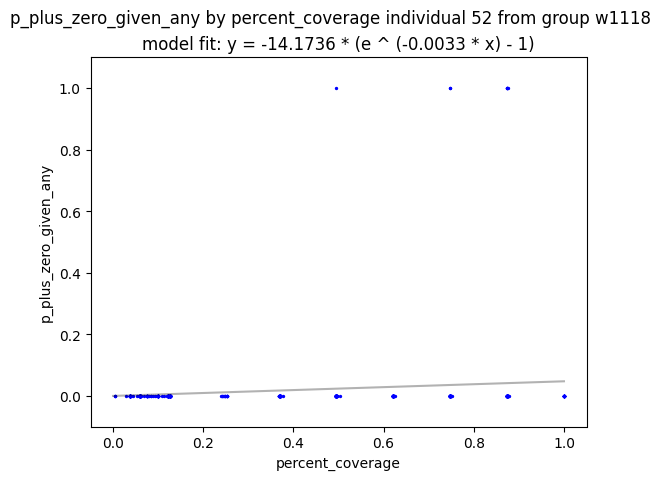 p_plus_zero_given_any by percent_coverage individual 52 from group w1118
model fit: y = -14.1736 * (e ^ (-0.0033 * x) - 1)
1.0
0.8
0.6
0.4
0.2
0.0
p_plus_zero_given_any
0.0 0.2 0.4 0.6 0.8 1.0
percent_coverage